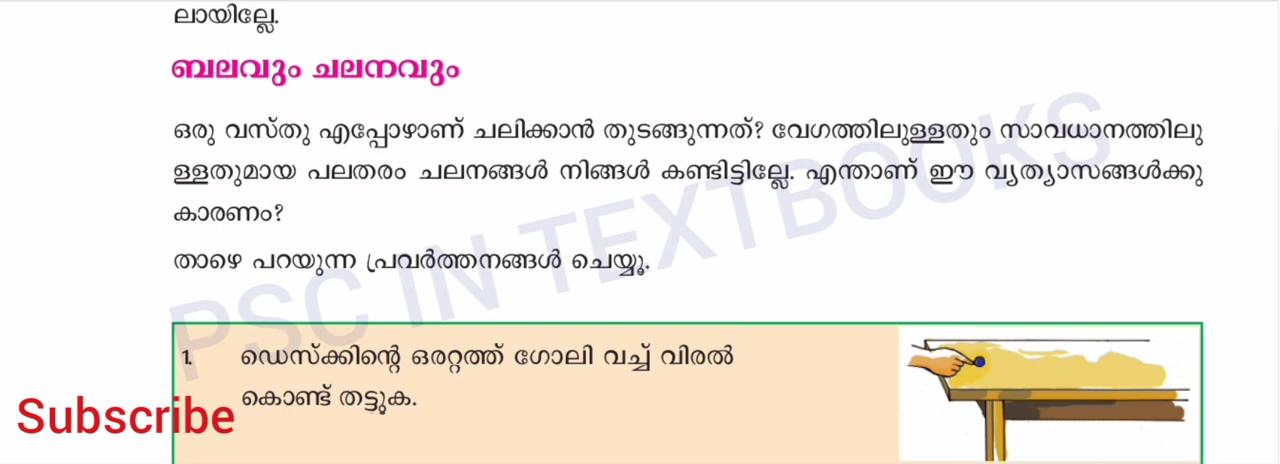 ലായില്ലേ.
ബലവും ചലനവും
ഒരു വസ്തു എപ്പോഴാണ് ചലിക്കാൻ തുടങ്ങുന്നത്? വേഗത്തിലുള്ളതും സാവധാനത്തിലു
ള്ളതുമായ പലതരം ചലനങ്ങൾ നിങ്ങൾ കണ്ടിട്ടില്ലേ. എന്താണ് ഈ വ്യത്യാസങ്ങൾക്കു
കാരണം?
താഴെ പറയുന്ന പ്രവർത്തനങ്ങൾ ചെയ്യൂ.
PSC IN TEXTBOOKS
1. ഡെസ്ക്കിന്റെ ഒരറ്റത്ത് ഗോലി വച്ച് വിരൽ
കൊണ്ട് തട്ടുക.
Subscribe